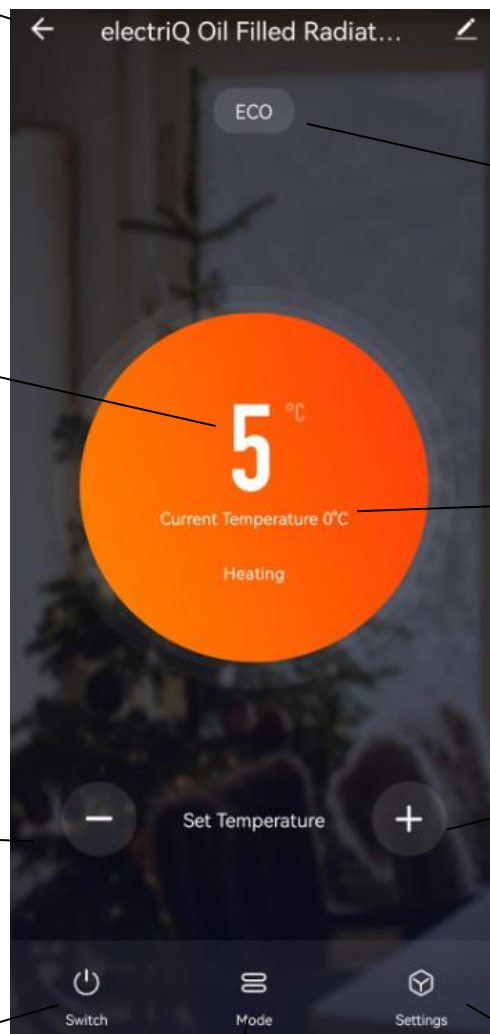 electriQ Oil Filled Radiat...
ECO
5 °C
Current Temperature 0°C
Heating
Set Temperature
Switch Mode Settings